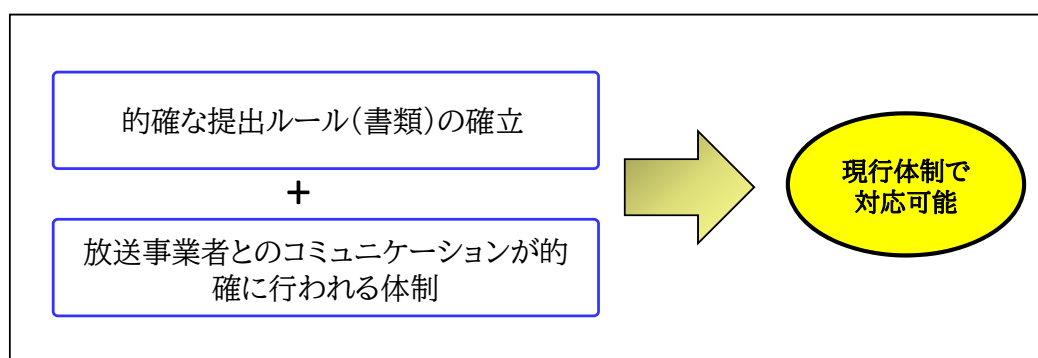 的確な提出ルール（書類）の確立
+
放送事業者とのコミュニケーションが的
確に行われる体制
現行体制で
対応可能